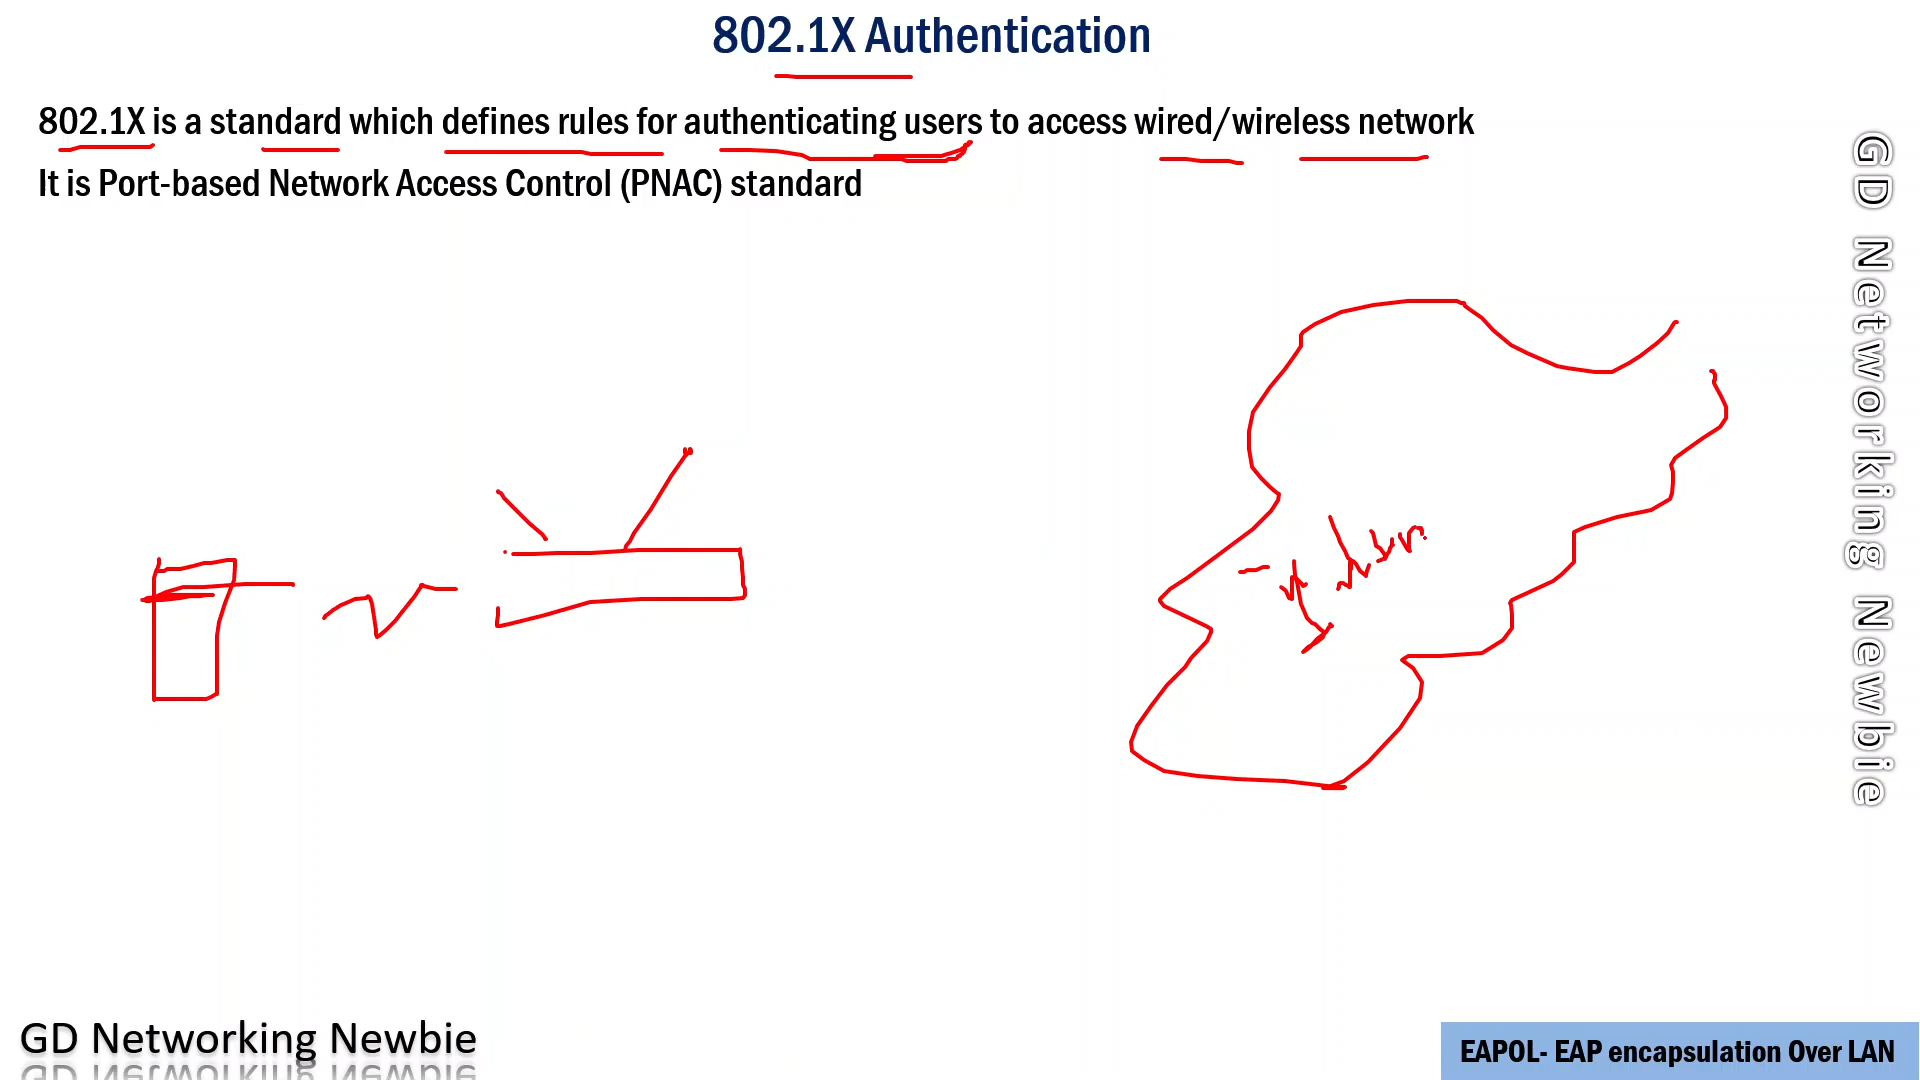 802.1X Authentication
802.1X is a standard which defines rules for authenticating users to access wired/wireless network
It is Port-based Network Access Control (PNAC) standard
GD Networking Newbie
GD Networking Newbie
EAPOL- EAP encapsulation Over LAN